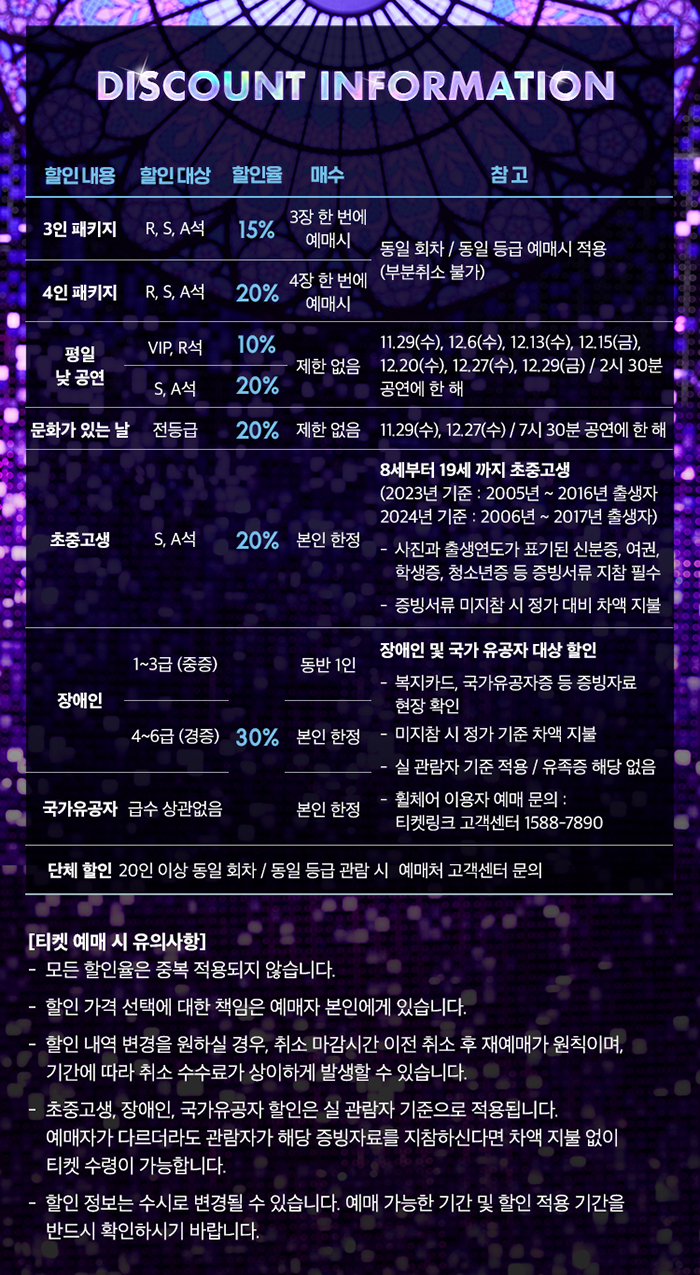 DISCOUNT INFORMATION
할인 내용 할인 대상 할인율 매수 참고
3인 패키지 R, S, A석 15% 3장 한 번에
예매시
4인 패키지 R, S, A석 20% 4장 한 번에
예매시
동일 회차 / 동일 등급 예매시 적용
(부분취소 불가)
평일
낮 공연
VIP, R석 10%
S, A석 20%
제한 없음
11.29(수), 12.6(수), 12.13(수), 12.15(금),
12.20(수), 12.27(수), 12.29(금) / 2시 30분
공연에 한 해
문화가 있는 날 전등급 20% 제한 없음 11.29(수), 12.27(수) / 7시 30분 공연에 한 해
초중고생 S, A석 20% 본인 한정
8세부터 19세 까지 초중고생
(2023년 기준 : 2005년 ~ 2016년 출생자
2024년 기준 : 2006년 ~ 2017년 출생자)
- 사진과 출생연도가 표기된 신분증, 여권,
학생증, 청소년증 등 증빙서류 지참 필수
- 증빙서류 미지참 시 정가 대비 차액 지불
장애인
1~3급 (중증) 동반 1인
4~6급 (경증) 30% 본인 한정
국가유공자 급수 상관없음 본인 한정
장애인 및 국가 유공자 대상 할인
- 복지카드, 국가유공자증 등 증빙자료
현장 확인
- 미지참 시 정가 기준 차액 지불
- 실 관람자 기준 적용 / 유족증 해당 없음
- 휠체어 이용자 예매 문의 :
티켓링크 고객센터 1588-7890
단체 할인 20인 이상 동일 회차 / 동일 등급 관람 시 예매처 고객센터 문의
[티켓 예매 시 유의사항]
- 모든 할인율은 중복 적용되지 않습니다.
- 할인 가격 선택에 대한 책임은 예매자 본인에게 있습니다.
- 할인 내역 변경을 원하실 경우, 취소 마감시간 이전 취소 후 재예매가 원칙이며,
기간에 따라 취소 수수료가 상이하게 발생할 수 있습니다.
- 초중고생, 장애인, 국가유공자 할인은 실 관람자 기준으로 적용됩니다.
예매자가 다르더라도 관람자가 해당 증빙자료를 지참하신다면 차액 지불 없이
티켓 수령이 가능합니다.
- 할인 정보는 수시로 변경될 수 있습니다. 예매 가능한 기간 및 할인 적용 기간을
반드시 확인하시기 바랍니다.